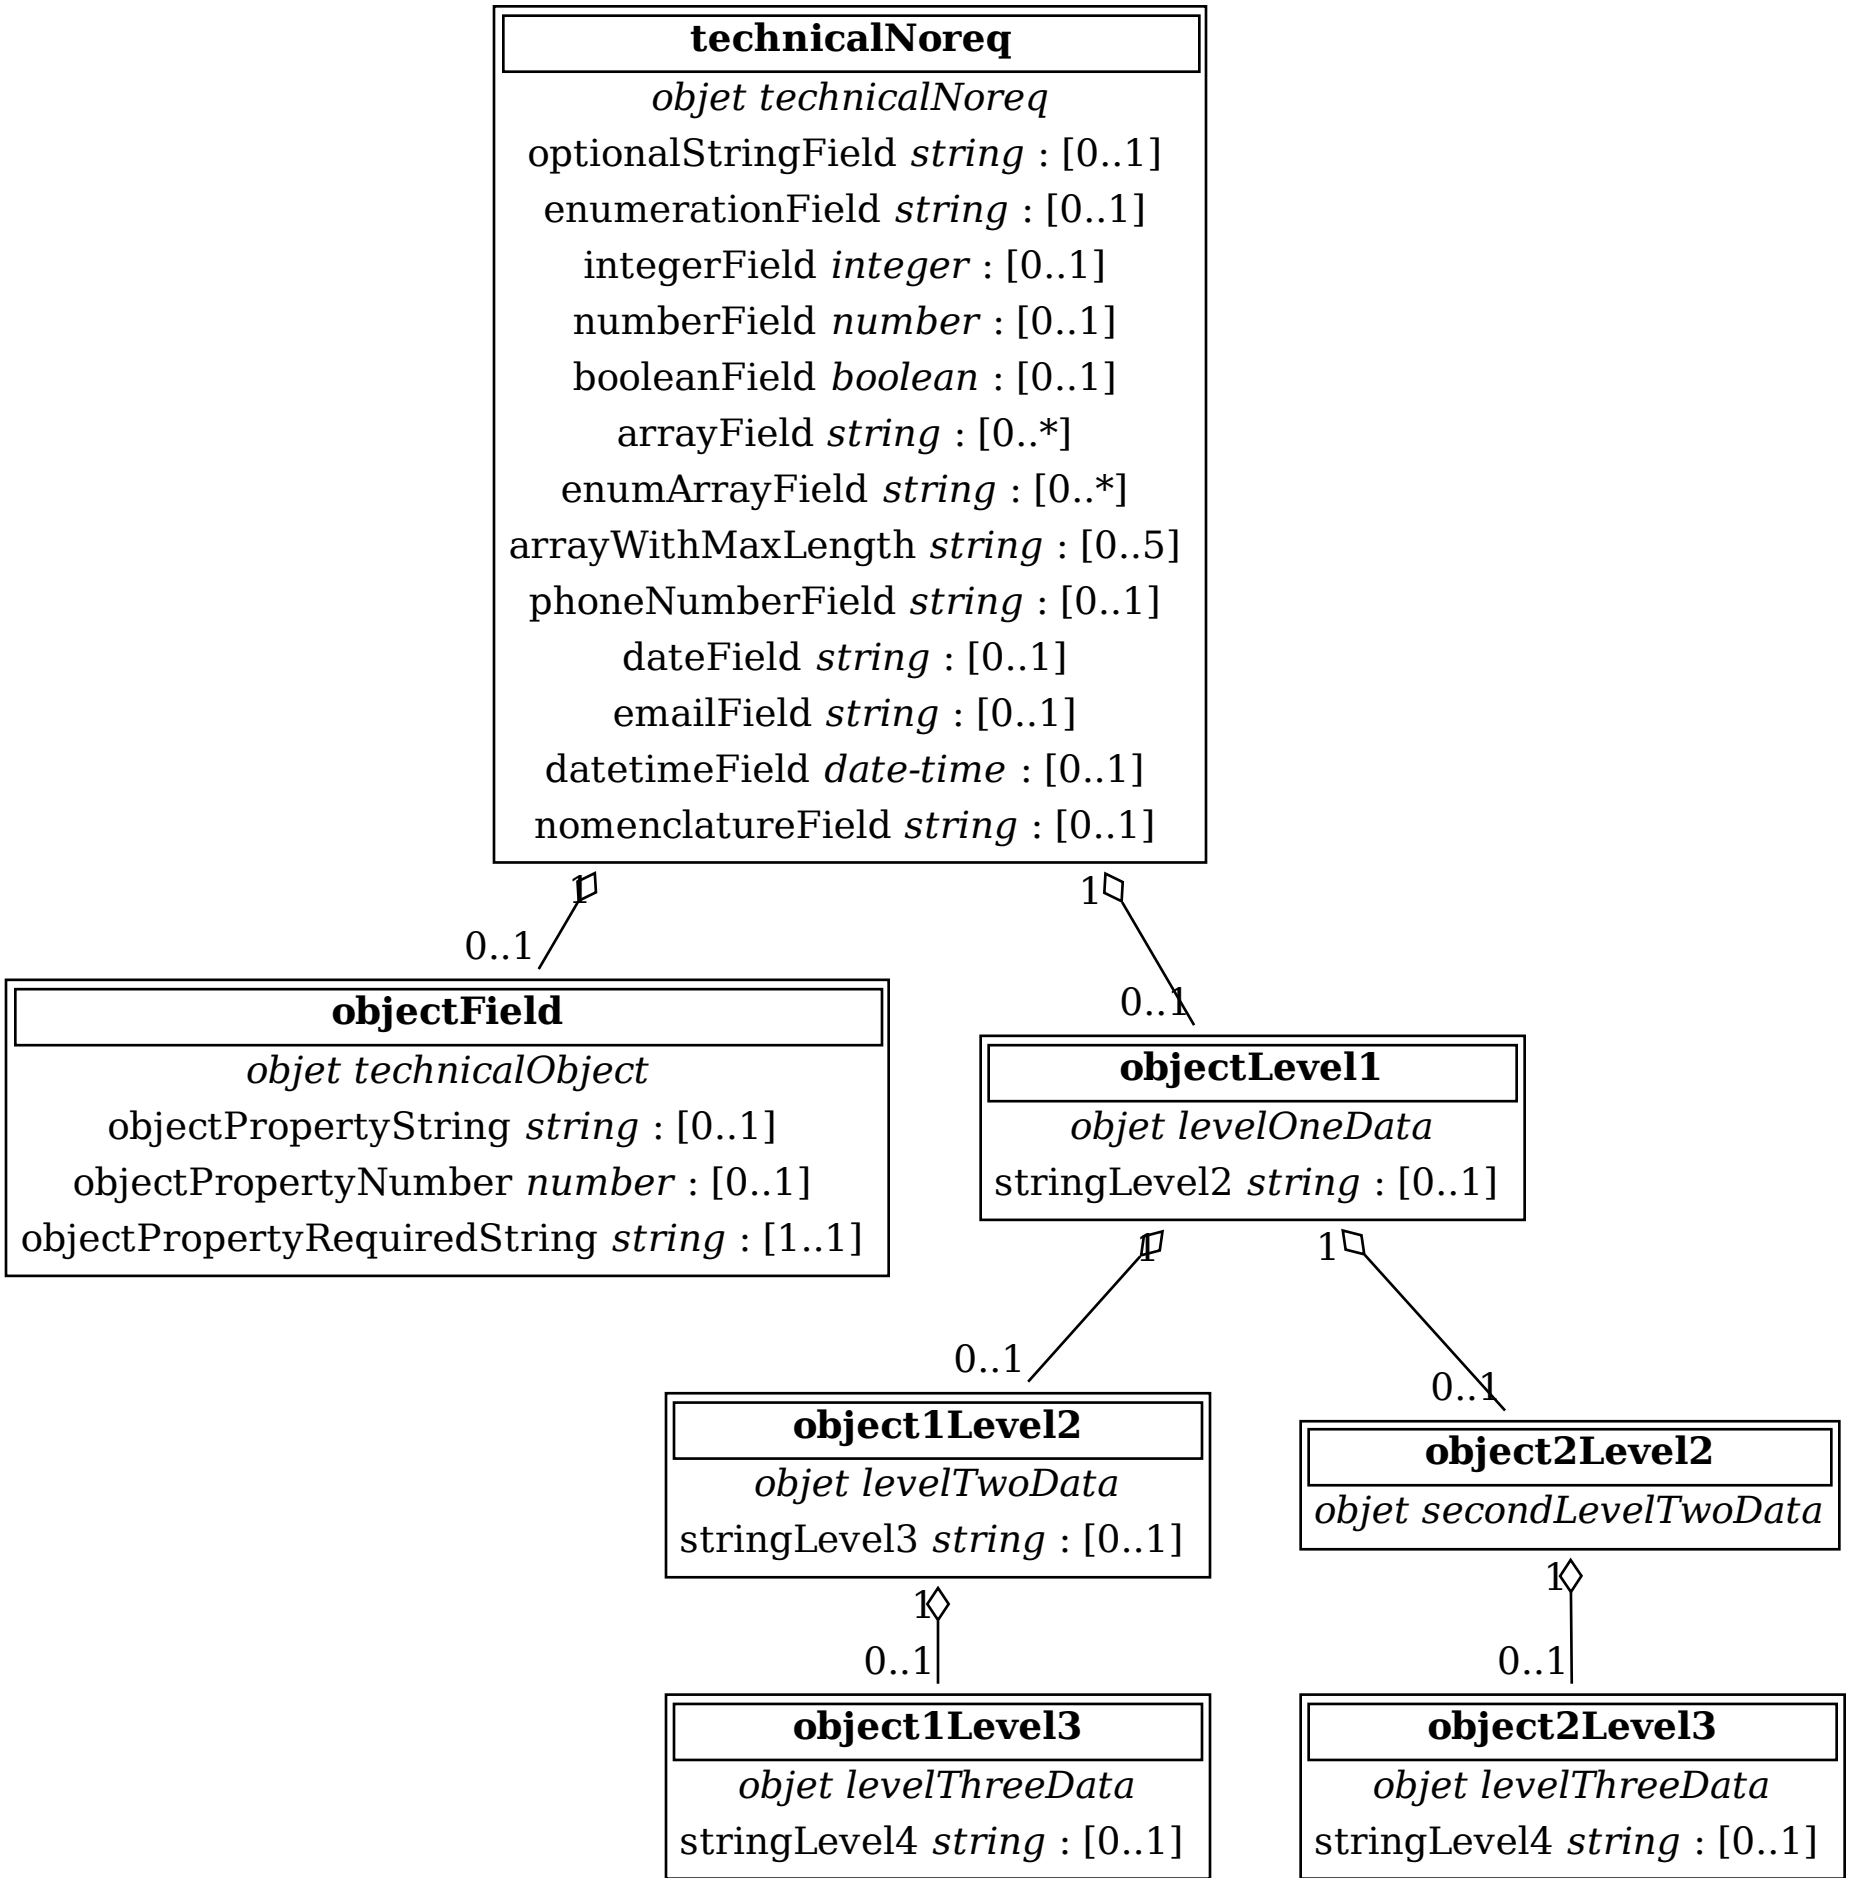 technicalNoreq
objet technicalNoreq
optionalStringField string : [0..1]
enumerationField string : [0..1]
integerField integer : [0..1]
numberField number : [0..1]
booleanField boolean : [0..1]
arrayField string : [0..*]
enumArrayField string : [0..*]
arrayWithMaxLength string : [0..5]
phoneNumberField string : [0..1]
dateField string : [0..1]
emailField string : [0..1]
datetimeField date-time : [0..1]
nomenclatureField string : [0..1]
1
1
0..1
0..1
objectField
objet technicalObject
objectPropertyString string : [0..1]
objectPropertyNumber number : [0..1]
objectPropertyRequiredString string : [1..1]
objectLevel1
objet levelOneData
stringLevel2 string : [0..1]
1
1
0..1
0..1
object1Level2
objet levelTwoData
stringLevel3 string : [0..1]
object2Level2
objet secondLevelTwoData
1
1
0..1
0..1
object1Level3
objet levelThreeData
stringLevel4 string : [0..1]
object2Level3
objet levelThreeData
stringLevel4 string : [0..1]